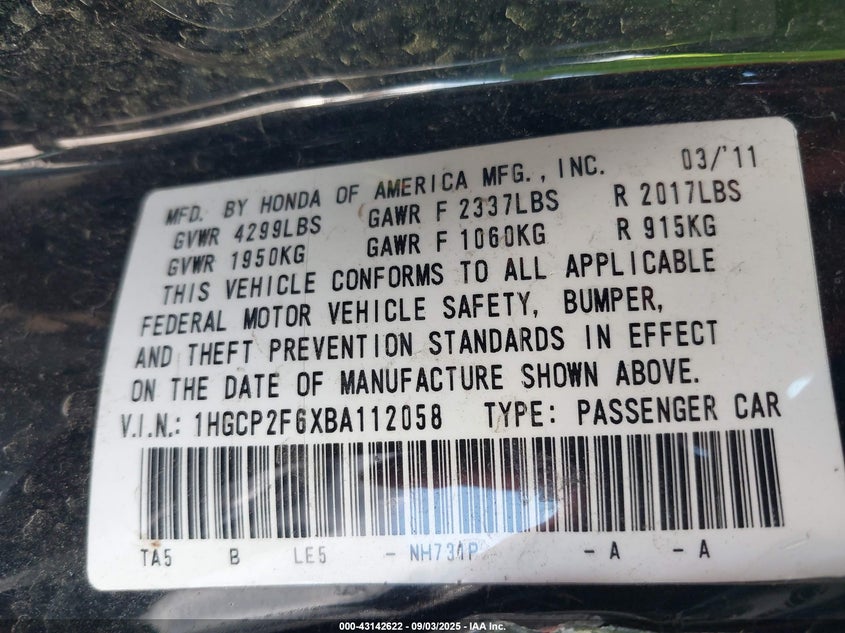 MFD. BY HONDA OF AMERICA MFG., INC. 03/'11
GVWR 4299LBS GAWR F 2337LBS R 2017LBS
GVWR 1950KG GAWR F 1060KG R 915KG
THIS VEHICLE CONFORMS TO ALL APPLICABLE
FEDERAL MOTOR VEHICLE SAFETY, BUMPER,
AND THEFT PREVENTION STANDARDS IN EFFECT
ON THE DATE OF MANUFACTURE SHOWN ABOVE.
V.I.N.: 1HGCP2F6XBA112058 TYPE: PASSENGER CAR
TA5 B LE5 - NH731P - A - A
000-43142622 - 09/03/2025 - IAA Inc.